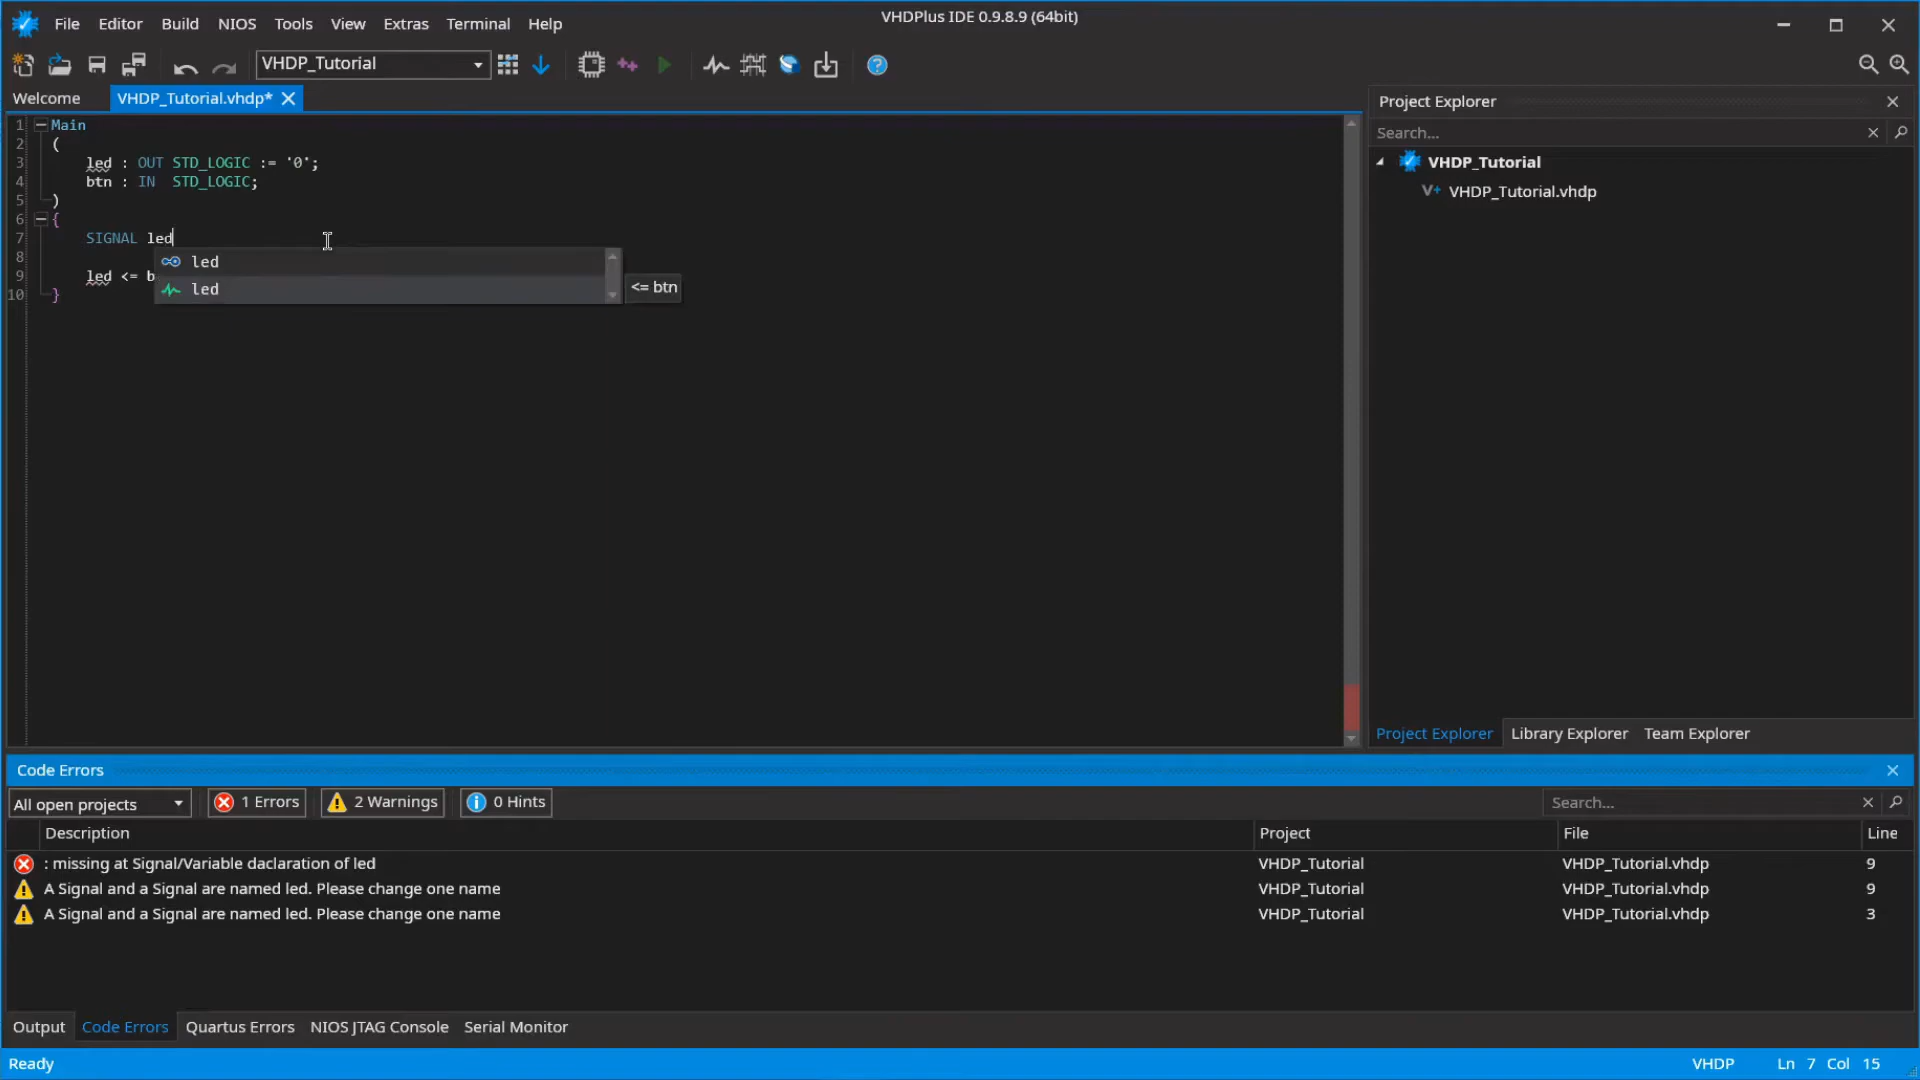 File Editor Build NIOS Tools View Extras Terminal Help
VHDPlus IDE 0.9.8.9 (64bit)
VHDP_Tutorial
Welcome VHDP_Tutorial.vhdp*
1 Main
2 (
3 led : OUT STD_LOGIC := '0';
4 btn : IN STD_LOGIC;
5 )
6 {
7 SIGNAL led
8
9 led <= b
10 }
led
led
<= btn
Project Explorer
Search...
VHDP_Tutorial
V+ VHDP_Tutorial.vhdp
Project Explorer Library Explorer Team Explorer
Code Errors
All open projects 1 Errors 2 Warnings 0 Hints Search...
Description Project File Line
: missing at Signal/Variable daclaration of led VHDP_Tutorial VHDP_Tutorial.vhdp 9
A Signal and a Signal are named led. Please change one name VHDP_Tutorial VHDP_Tutorial.vhdp 9
A Signal and a Signal are named led. Please change one name VHDP_Tutorial VHDP_Tutorial.vhdp 3
Output Code Errors Quartus Errors NIOS JTAG Console Serial Monitor
Ready VHDP Ln 7 Col 15